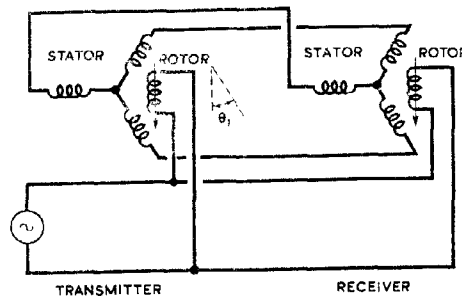 STATOR
ROTOR
STATOR
ROTOR
θ₁
TRANSMITTER
RECEIVER